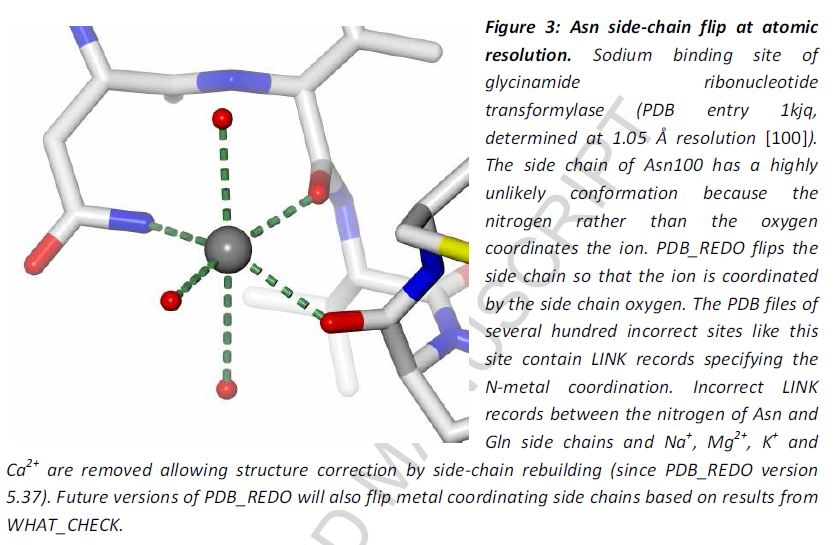 Figure 3: Asn side-chain flip at atomic
resolution. Sodium binding site of
glycinamide ribonucleotide
transformylase (PDB entry 1kjq,
determined at 1.05 Å resolution [100]).
The side chain of Asn100 has a highly
unlikely conformation because the
nitrogen rather than the oxygen
coordinates the ion. PDB_REDO flips the
side chain so that the ion is coordinated
by the side chain oxygen. The PDB files of
several hundred incorrect sites like this
site contain LINK records specifying the
N-metal coordination. Incorrect LINK
records between the nitrogen of Asn and
Gln side chains and Na⁺, Mg²⁺, K⁺ and
Ca²⁺ are removed allowing structure correction by side-chain rebuilding (since PDB_REDO version
5.37). Future versions of PDB_REDO will also flip metal coordinating side chains based on results from
WHAT_CHECK.
D MANUSCRIPT